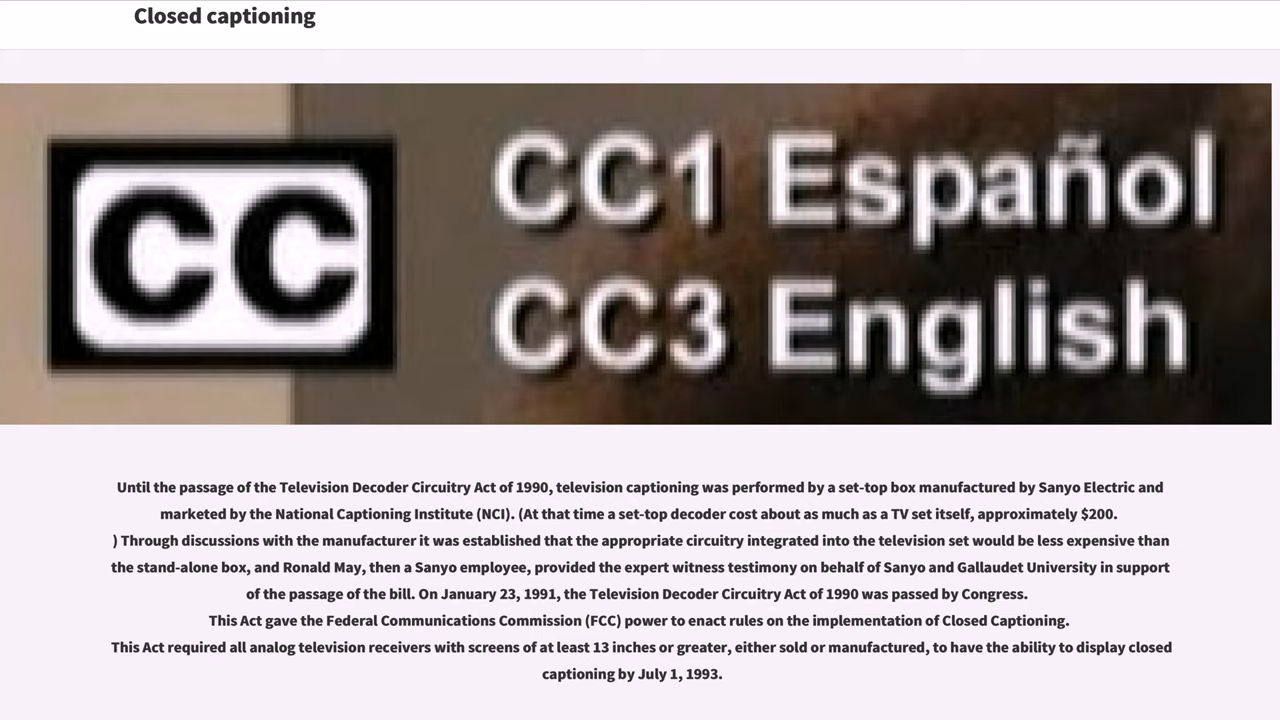 Closed captioning
CC
CC1 Español
CC3 English
Until the passage of the Television Decoder Circuitry Act of 1990, television captioning was performed by a set-top box manufactured by Sanyo Electric and
marketed by the National Captioning Institute (NCI). (At that time a set-top decoder cost about as much as a TV set itself, approximately $200.
) Through discussions with the manufacturer it was established that the appropriate circuitry integrated into the television set would be less expensive than
the stand-alone box, and Ronald May, then a Sanyo employee, provided the expert witness testimony on behalf of Sanyo and Gallaudet University in support
of the passage of the bill. On January 23, 1991, the Television Decoder Circuitry Act of 1990 was passed by Congress.
This Act gave the Federal Communications Commission (FCC) power to enact rules on the implementation of Closed Captioning.
This Act required all analog television receivers with screens of at least 13 inches or greater, either sold or manufactured, to have the ability to display closed
captioning by July 1, 1993.